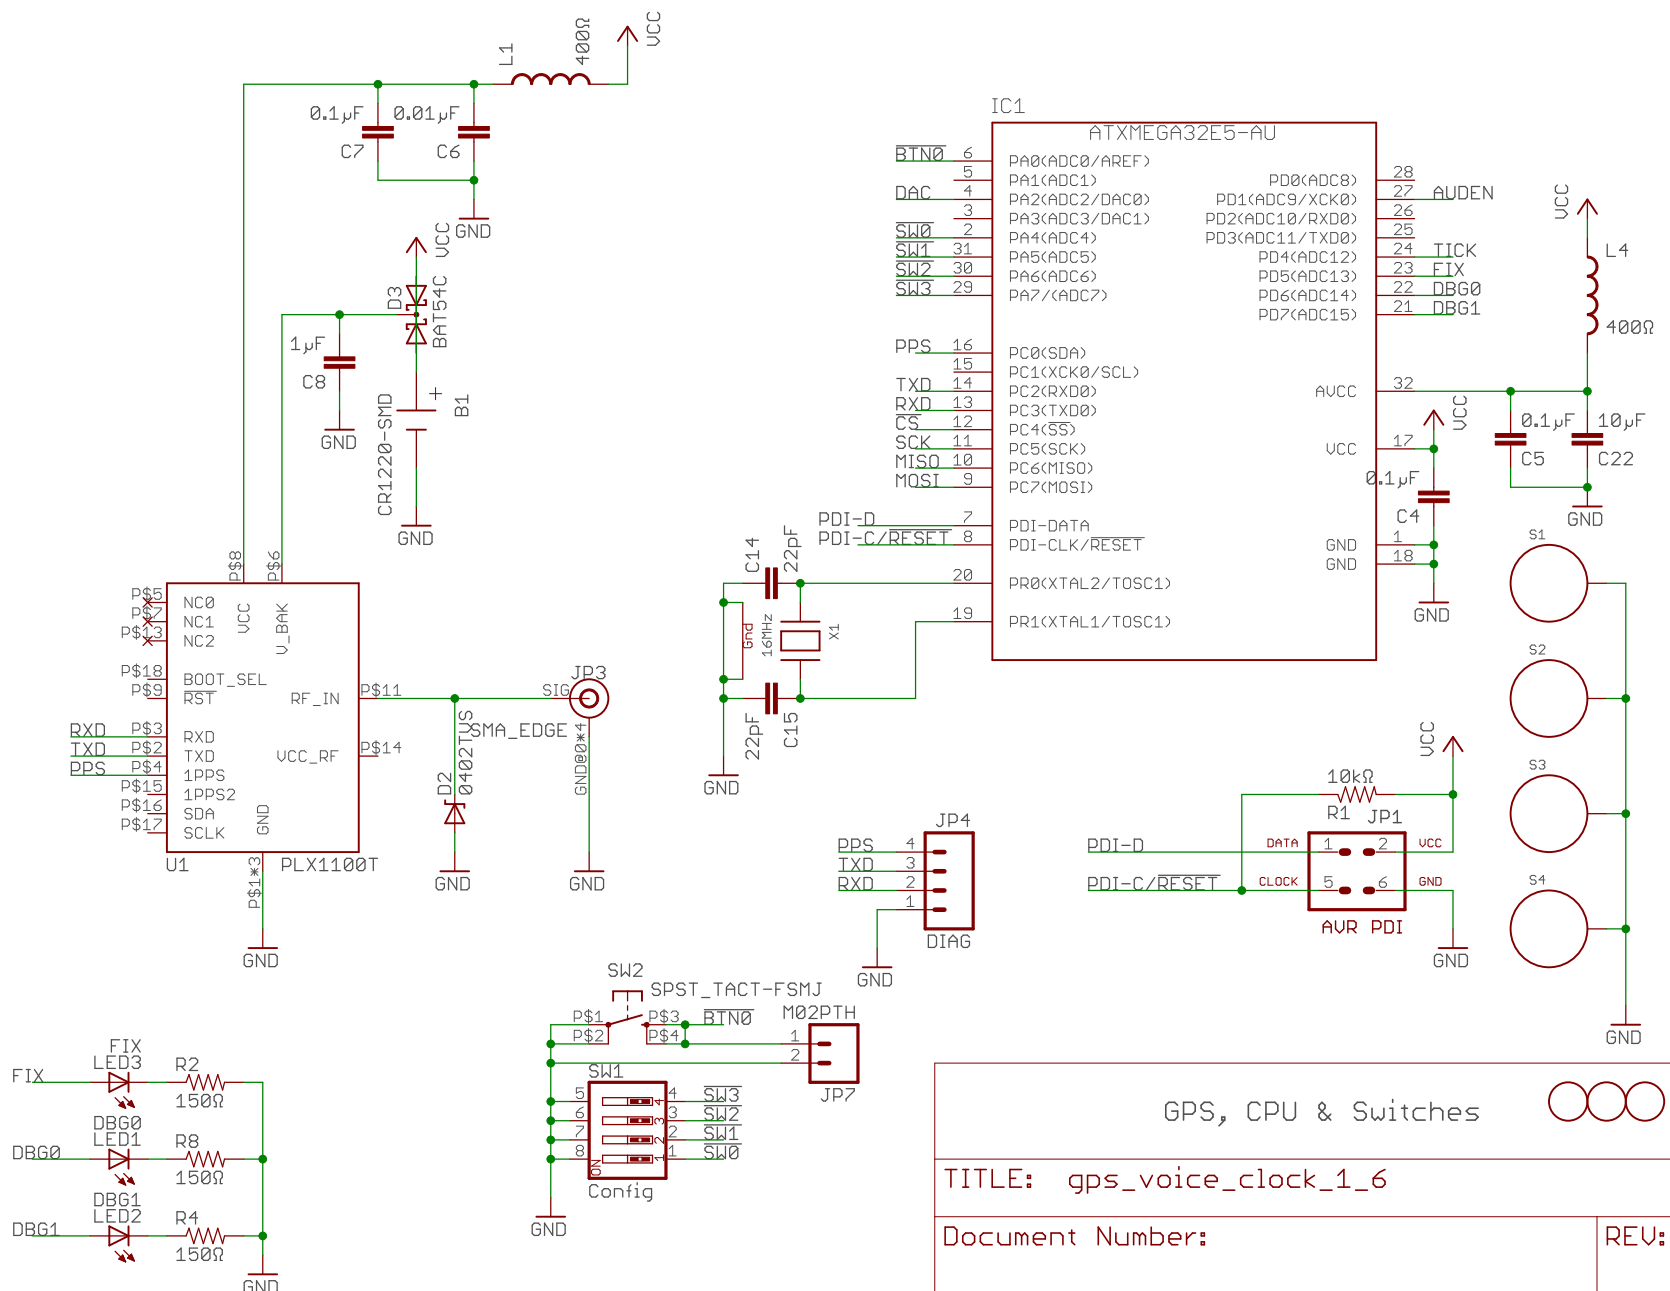 L1
400Ω
VCC
0.1µF
C7
0.01µF
C6
GND
VCC
D3
BAT54C
1µF
C8
GND
+
B1
CR1220-SMD
GND
P$8
P$6
VCC
V_BAK
P$5 NC0
P$7 NC1
P$13 NC2
P$18 BOOT_SEL
P$9 RST
RXD P$3 RXD
TXD P$2 TXD
PPS P$4 1PPS
P$15 1PPS2
P$16 SDA
P$17 SCLK
RF_IN P$11
VCC_RF P$14
GND
P$1*3
U1
PLX1100T
GND
D2
0402TVS
GND
SIG
JP3
SMA_EDGE
GND@0*4
GND
IC1
ATXMEGA32E5-AU
BTN0 6 PA0(ADC0/AREF)
5 PA1(ADC1)
DAC 4 PA2(ADC2/DAC0)
3 PA3(ADC3/DAC1)
SW0 2 PA4(ADC4)
SW1 31 PA5(ADC5)
SW2 30 PA6(ADC6)
SW3 29 PA7/(ADC7)
PPS 16 PC0(SDA)
15 PC1(XCK0/SCL)
TXD 14 PC2(RXD0)
RXD 13 PC3(TXD0)
CS 12 PC4(SS)
SCK 11 PC5(SCK)
MISO 10 PC6(MISO)
MOSI 9 PC7(MOSI)
PDI-D 7 PDI-DATA
PDI-C/RESET 8 PDI-CLK/RESET
20 PR0(XTAL2/TOSC1)
19 PR1(XTAL1/TOSC1)
PD0(ADC8) 28
PD1(ADC9/XCK0) 27 AUDEN
PD2(ADC10/RXD0) 26
PD3(ADC11/TXD0) 25
PD4(ADC12) 24 TICK
PD5(ADC13) 23 FIX
PD6(ADC14) 22 DBG0
PD7(ADC15) 21 DBG1
AVCC 32
VCC 17
GND 1
GND 18
VCC
L4
400Ω
0.1µF
C5
10µF
C22
GND
VCC
0.1µF
C4
GND
C14
22pF
Gnd
16MHz
X1
22pF
C15
GND
S1
S2
S3
S4
GND
VCC
10kΩ
R1
JP1
PDI-D DATA 1 2 VCC
PDI-C/RESET CLOCK 5 6 GND
AVR PDI
GND
JP4
PPS 4
TXD 3
RXD 2
1
DIAG
GND
SW2
SPST_TACT-FSMJ
P$1 P$3 BTN0
P$2 P$4
M02PTH
1
2
JP7
SW1
5 4 4 SW3
6 3 3 SW2
7 2 2 SW1
8 1 1 SW0
ON
Config
GND
FIX
LED3
FIX
R2
150Ω
DBG0
LED1
DBG0
R8
150Ω
DBG1
LED2
DBG1
R4
150Ω
GND
GPS, CPU & Switches
TITLE: gps_voice_clock_1_6
Document Number:
REV: